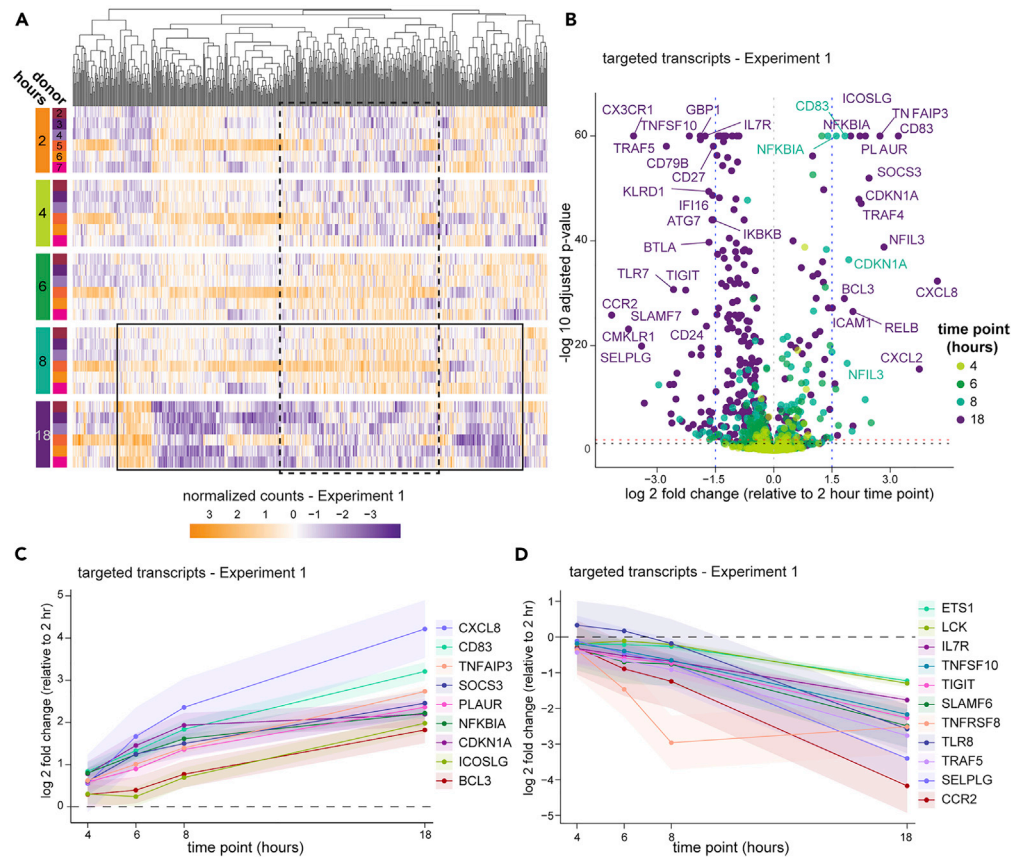 A
donor
hours
2
3
4
5
6
7
2
4
6
8
18
normalized counts - Experiment 1
3 2 1 0 −1 −2 −3
B
targeted transcripts - Experiment 1
ICOSLG
CD83
CX3CR1 GBP1 TNFAIP3
TNFSF10 IL7R NFKBIA CD83
TRAF5 NFKBIA PLAUR
CD79B
CD27 SOCS3
KLRD1 CDKN1A
IFI16 TRAF4
ATG7
IKBKB NFIL3
BTLA
CDKN1A
TLR7 TIGIT BCL3 CXCL8
CCR2 SLAMF7 ICAM1 RELB
CMKLR1 CD24
SELPLG CXCL2
NFIL3
-log 10 adjusted p-value
60
40
20
0
−3.0 −1.5 0.0 1.5 3.0
log 2 fold change (relative to 2 hour time point)
time point
(hours)
4
6
8
18
C
targeted transcripts - Experiment 1
log 2 fold change (relative to 2 hr)
5
4
3
2
1
0
4 6 8 18
time point (hours)
CXCL8
CD83
TNFAIP3
SOCS3
PLAUR
NFKBIA
CDKN1A
ICOSLG
BCL3
D
targeted transcripts - Experiment 1
log 2 fold change (relative to 2 hr)
1
0
−1
−2
−3
−4
−5
4 6 8 18
time point (hours)
ETS1
LCK
IL7R
TNFSF10
TIGIT
SLAMF6
TNFRSF8
TLR8
TRAF5
SELPLG
CCR2